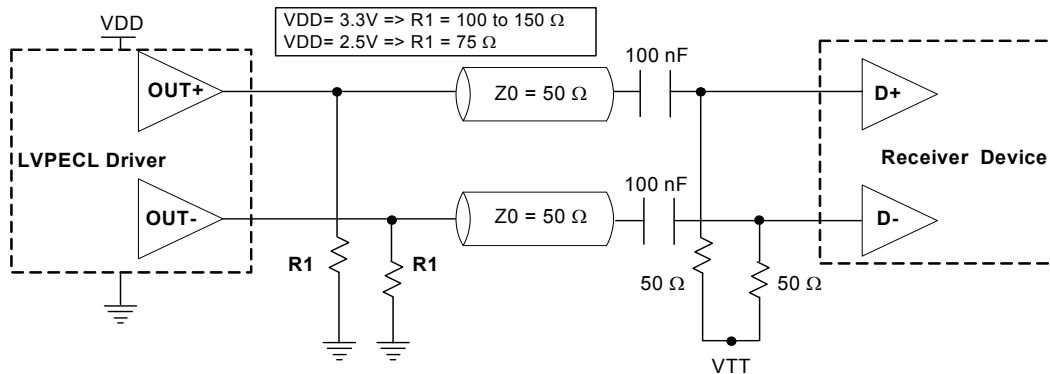 VDD
VDD= 3.3V => R1 = 100 to 150 Ω
VDD= 2.5V => R1 = 75 Ω
100 nF
OUT+
Z0 = 50 Ω
D+
LVPECL Driver
Receiver Device
100 nF
OUT-
Z0 = 50 Ω
D-
R1
R1
50 Ω
50 Ω
VTT